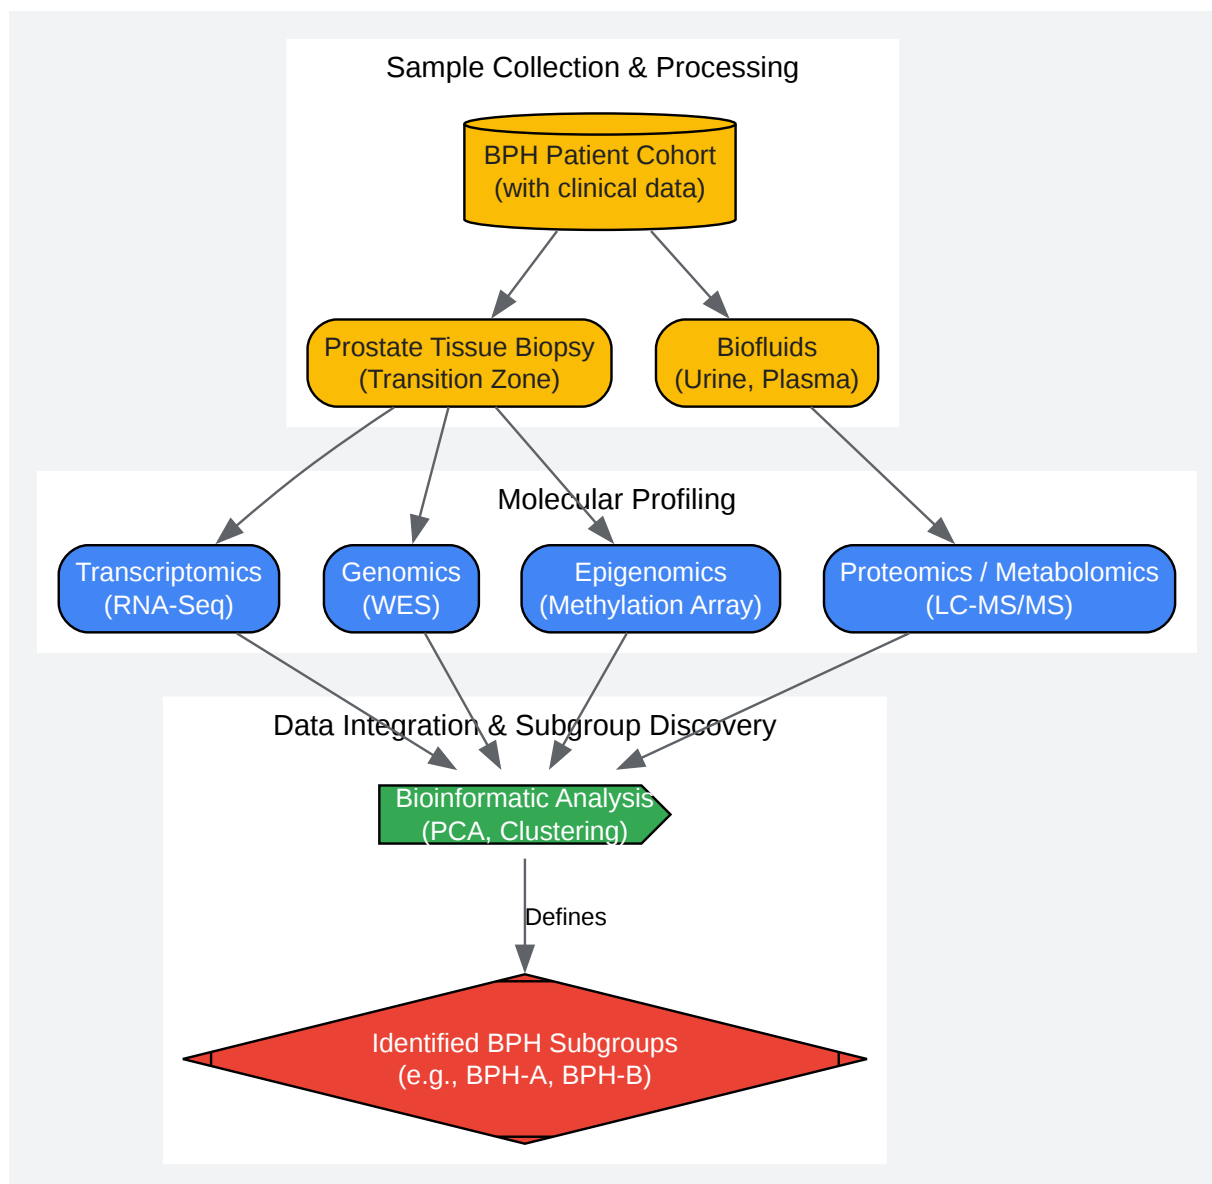 Sample Collection & Processing
BPH Patient Cohort
(with clinical data)
Prostate Tissue Biopsy
(Transition Zone)
Biofluids
(Urine, Plasma)
Molecular Profiling
Transcriptomics
(RNA-Seq)
Genomics
(WES)
Epigenomics
(Methylation Array)
Proteomics / Metabolomics
(LC-MS/MS)
Data Integration & Subgroup Discovery
Bioinformatic Analysis
(PCA, Clustering)
Defines
Identified BPH Subgroups
(e.g., BPH-A, BPH-B)